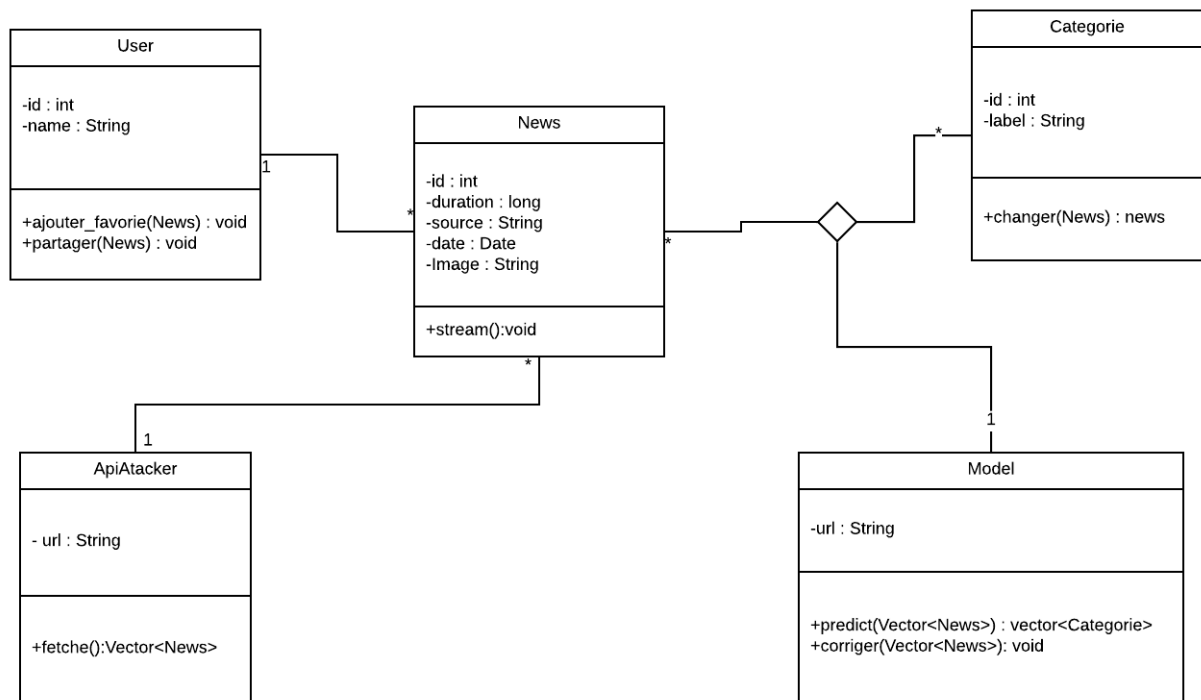 User
-id : int
-name : String
+ajouter_favorie(News) : void
+partager(News) : void
1
*
News
-id : int
-duration : long
-source : String
-date : Date
-Image : String
+stream():void
*
*
Categorie
-id : int
-label : String
+changer(News) : news
*
1
ApiAtacker
- url : String
+fetche():Vector<News>
1
Model
-url : String
+predict(Vector<News>) : vector<Categorie>
+corriger(Vector<News>): void